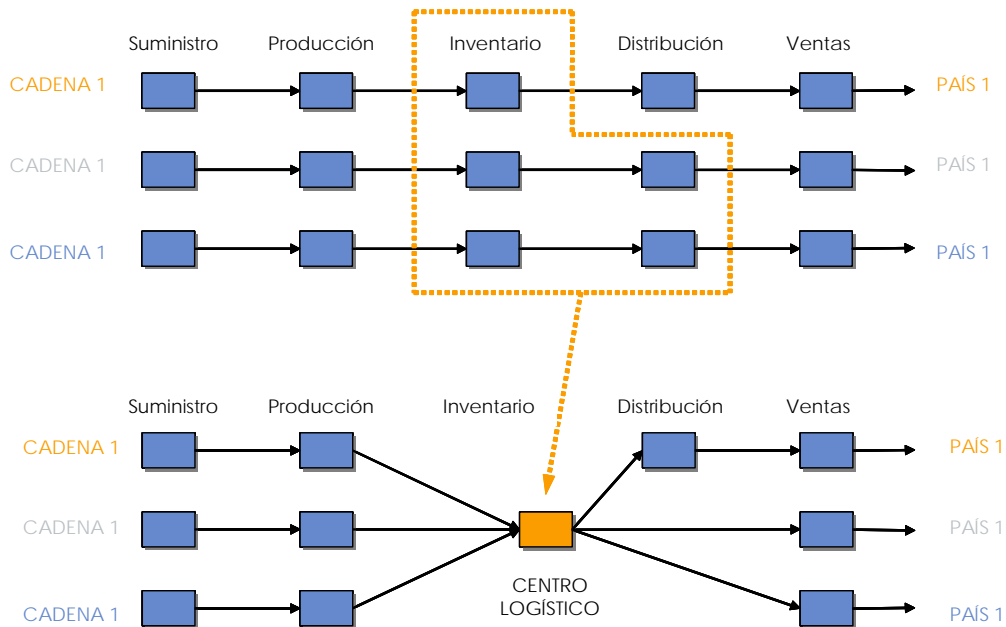 Suministro Producción Inventario Distribución Ventas
CADENA 1 PAÍS 1
CADENA 1 PAÍS 1
CADENA 1 PAÍS 1
Suministro Producción Inventario Distribución Ventas
CADENA 1 PAÍS 1
CADENA 1 PAÍS 1
CENTRO
LOGÍSTICO
CADENA 1 PAÍS 1